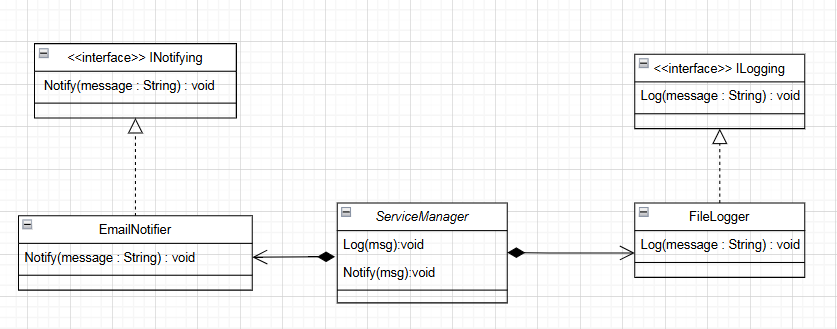 <<interface>> INotifying
Notify(message : String) : void
<<interface>> ILogging
Log(message : String) : void
EmailNotifier
Notify(message : String) : void
ServiceManager
Log(msg):void
Notify(msg):void
FileLogger
Log(message : String) : void